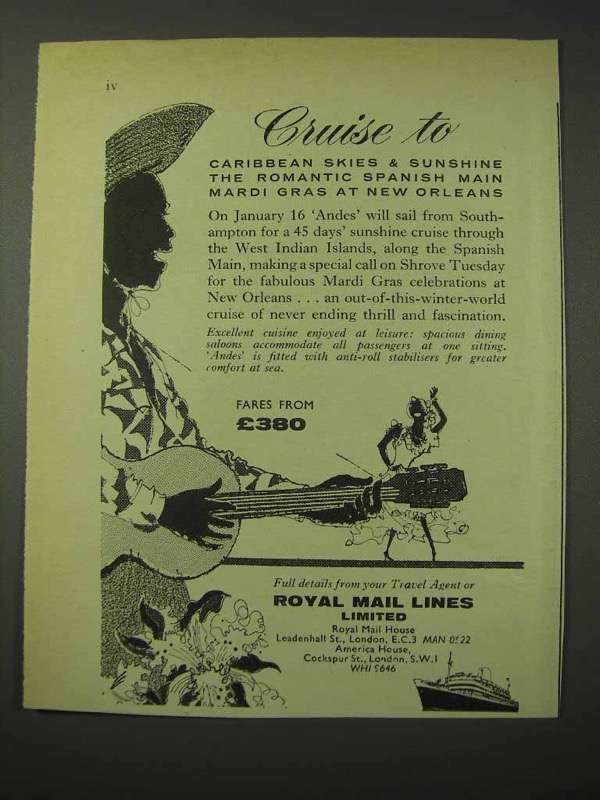 iv
Cruise to
CARIBBEAN SKIES & SUNSHINE
THE ROMANTIC SPANISH MAIN
MARDI GRAS AT NEW ORLEANS
On January 16 'Andes' will sail from South-
ampton for a 45 days' sunshine cruise through
the West Indian Islands, along the Spanish
Main, making a special call on Shrove Tuesday
for the fabulous Mardi Gras celebrations at
New Orleans . . . an out-of-this-winter-world
cruise of never ending thrill and fascination.
Excellent cuisine enjoyed at leisure: spacious dining
saloons accommodate all passengers at one sitting.
'Andes' is fitted with anti-roll stabilisers for greater
comfort at sea.
FARES FROM
£380
Full details from your Travel Agent or
ROYAL MAIL LINES
LIMITED
Royal Mail House
Leadenhall St., London, E.C.3 MAN 0522
America House,
Cockspur St., London, S.W.1
WHI 9646